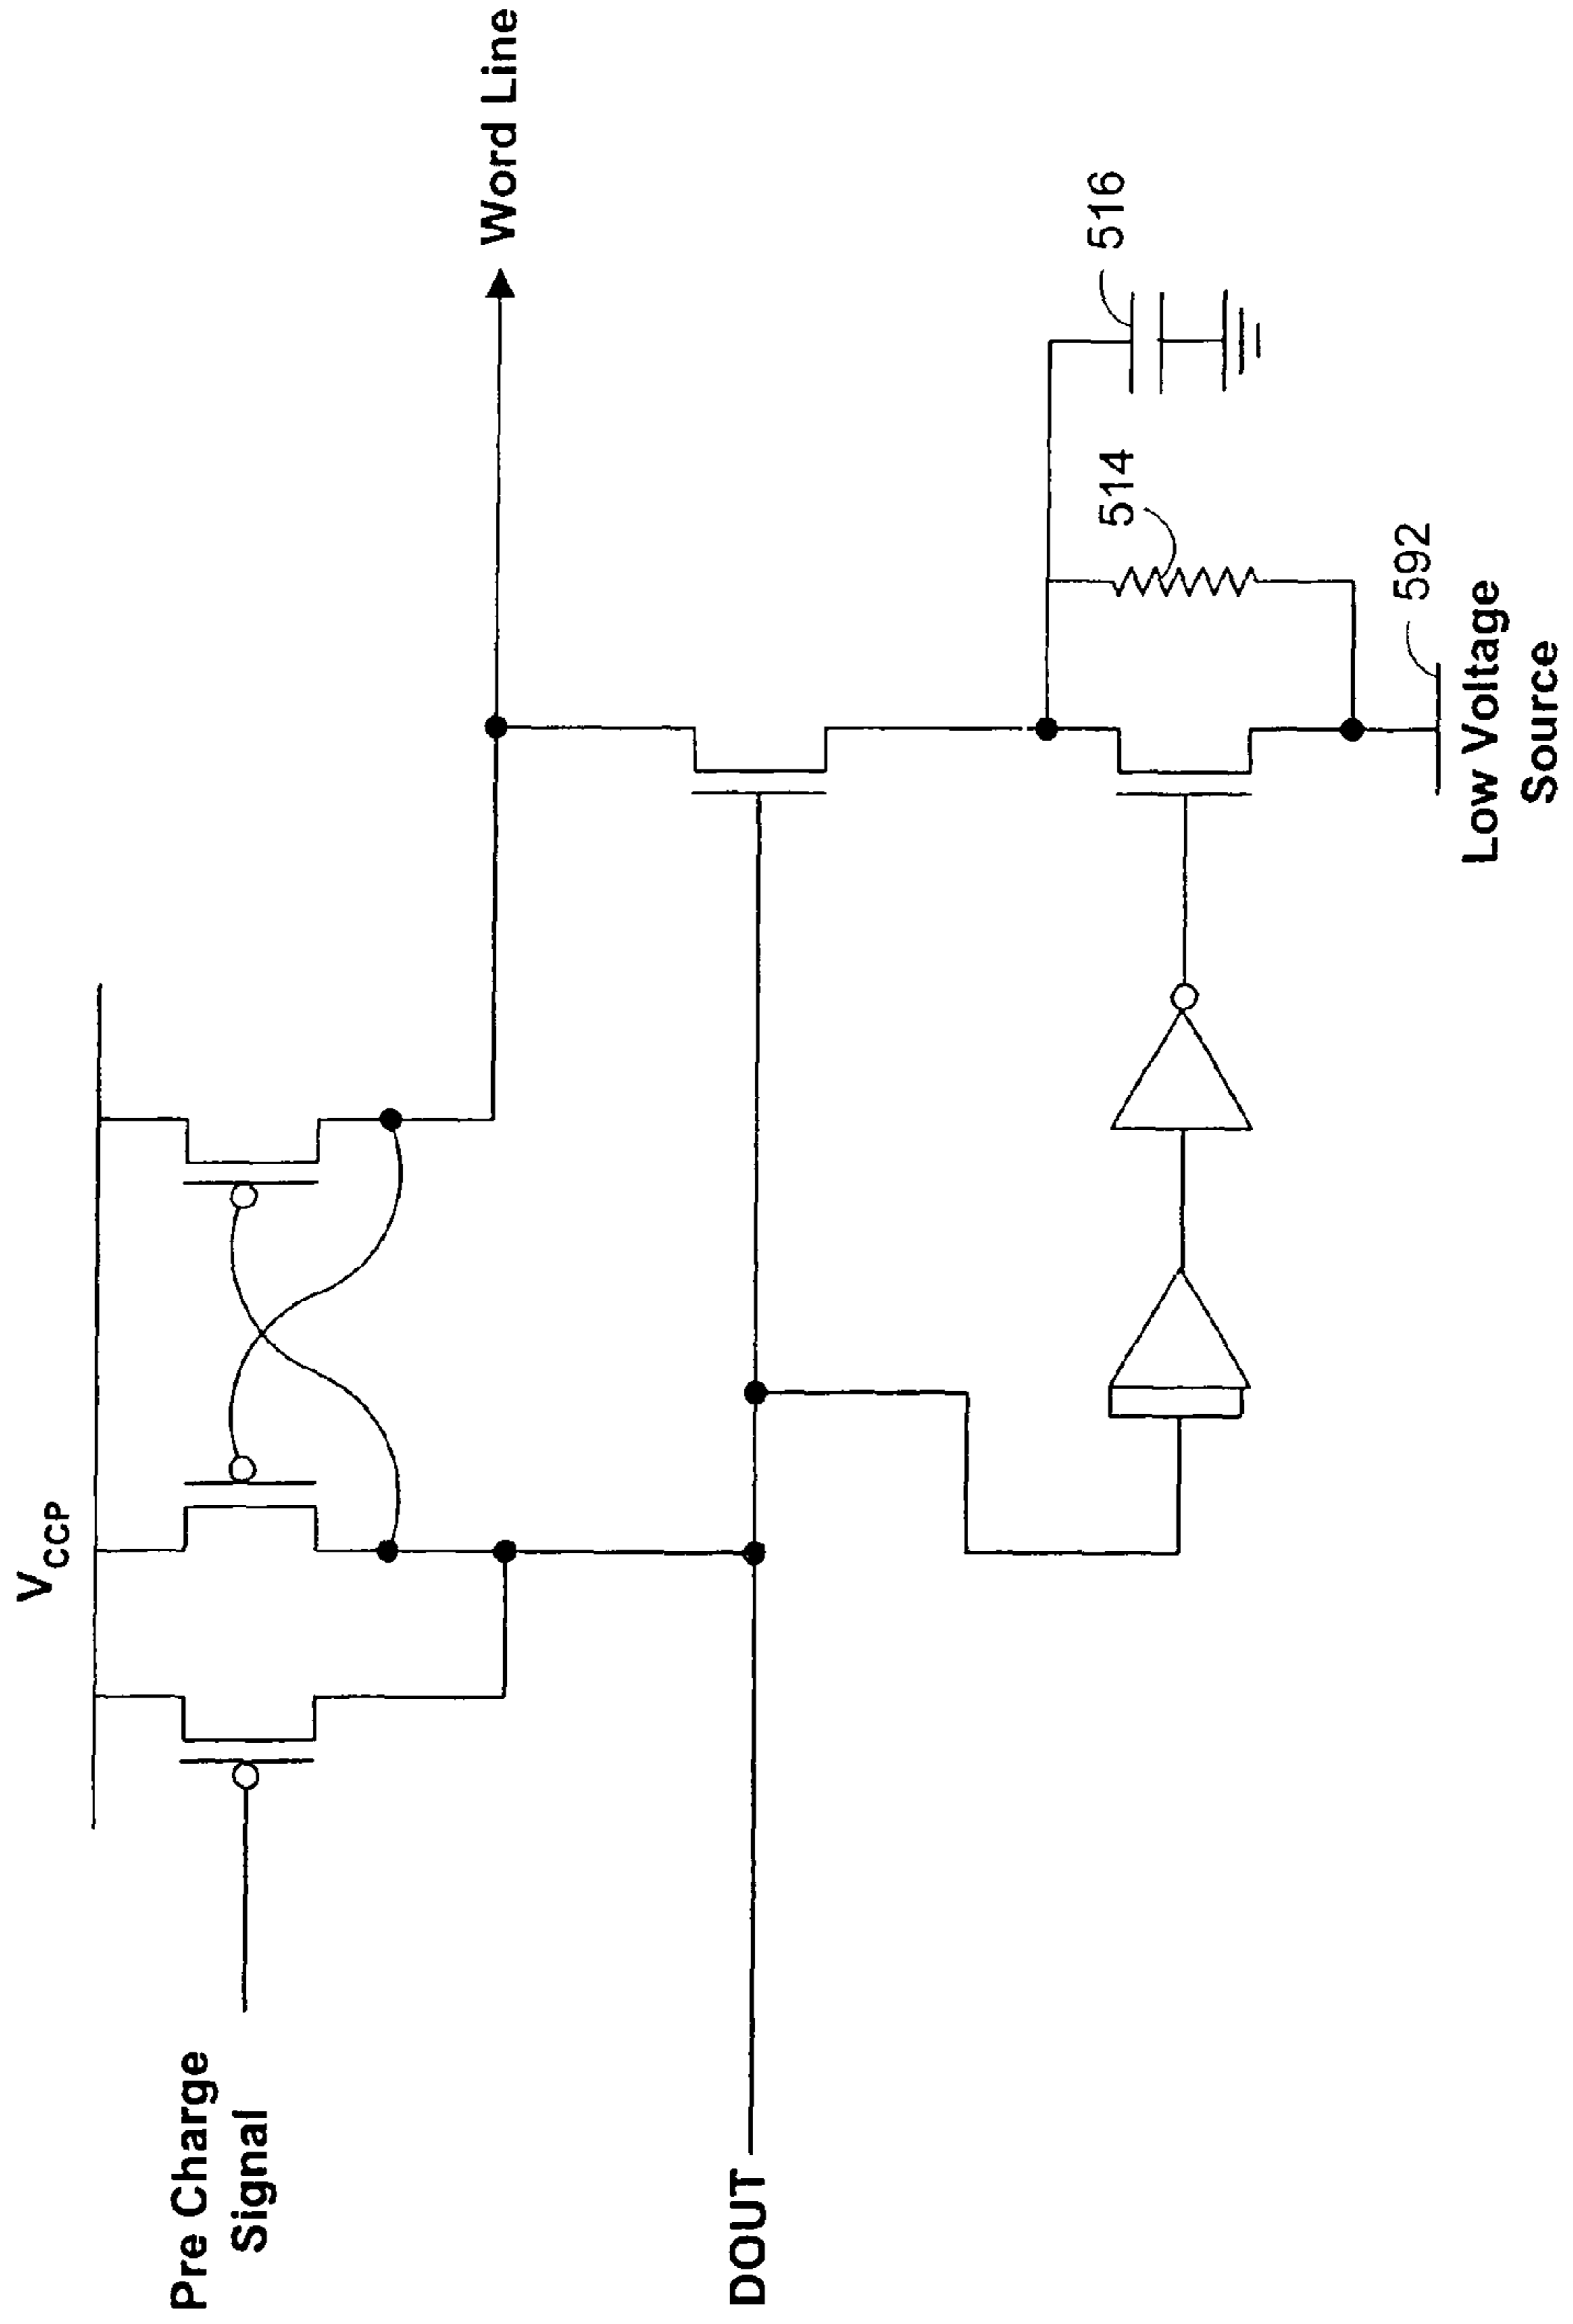 V_CCP
Pre Charge
Signal
Word Line
DOUT
516
514
592
Low Voltage
Source